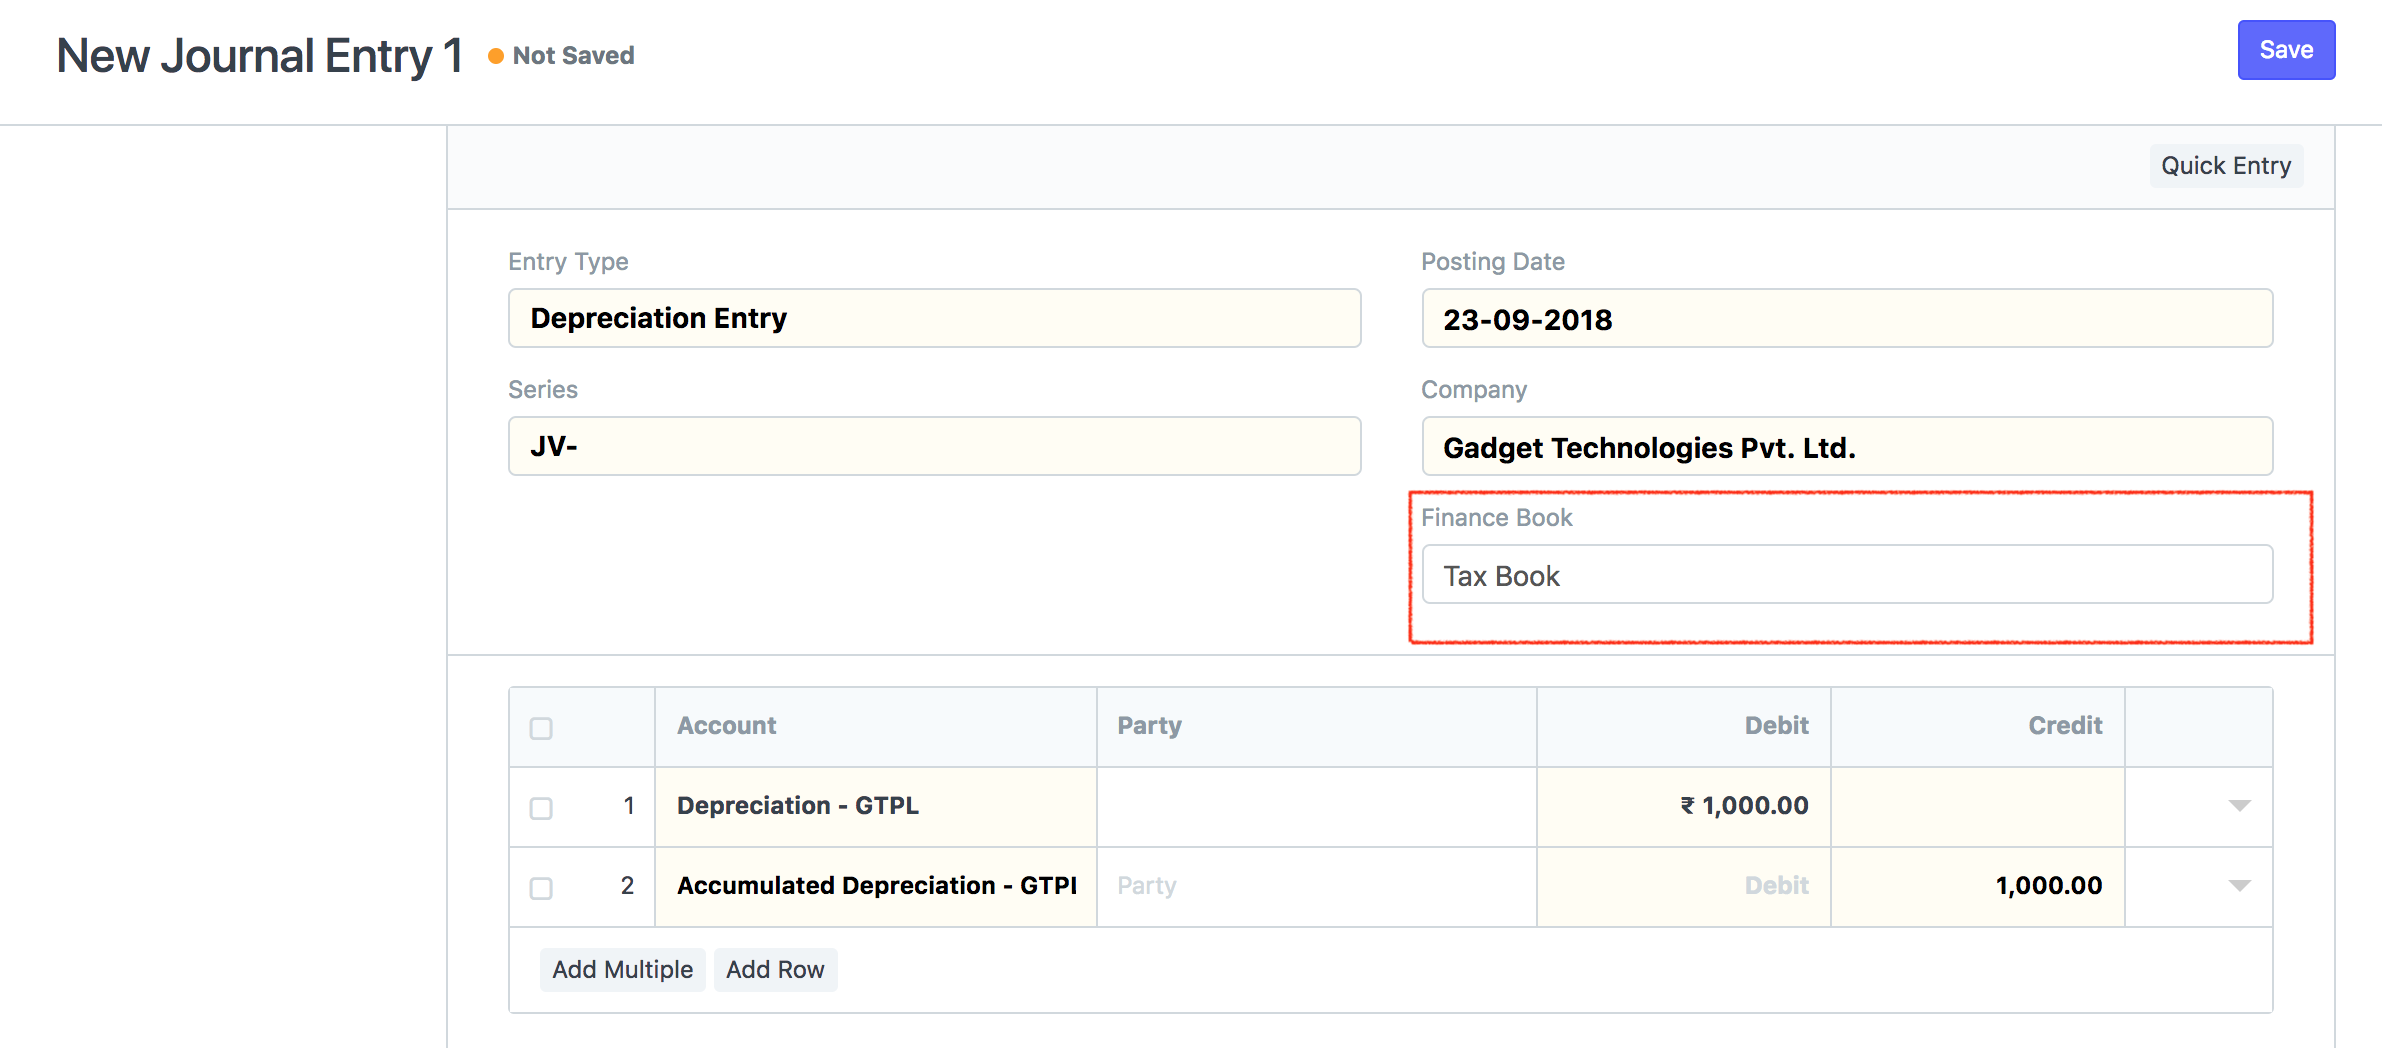 New Journal Entry 1 Not Saved Save
Quick Entry
Entry Type Posting Date
Depreciation Entry 23-09-2018
Series Company
JV- Gadget Technologies Pvt. Ltd.
Finance Book
Tax Book
Account Party Debit Credit
1 Depreciation - GTPL ₹ 1,000.00
2 Accumulated Depreciation - GTPL Party Debit 1,000.00
Add Multiple Add Row